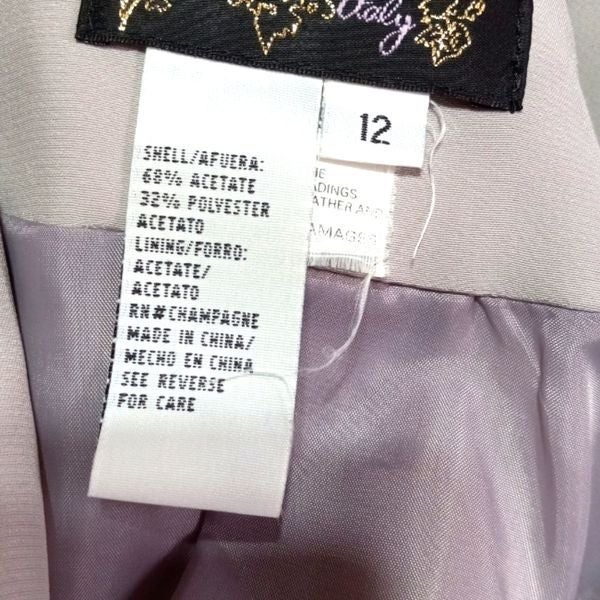 Italy
12
SHELL/AFUERA:
68% ACETATE
32% POLYESTER
ACETATO
LINING/FORRO:
ACETATE/
ACETATO
RN#CHAMPAGNE
MADE IN CHINA/
MECHO EN CHINA
SEE REVERSE
FOR CARE